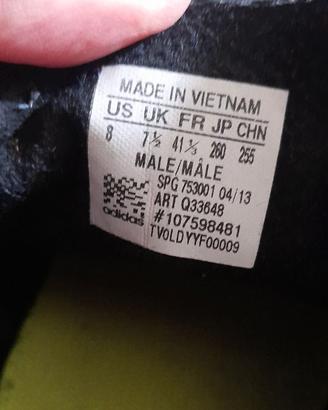 MADE IN VIETNAM
US UK FR JP CHN
8 7½ 41⅓ 260 255
MALE/MÂLE
SPG 753001 04/13
ART Q33648
#107598481
adidas TV0LDYYF00009